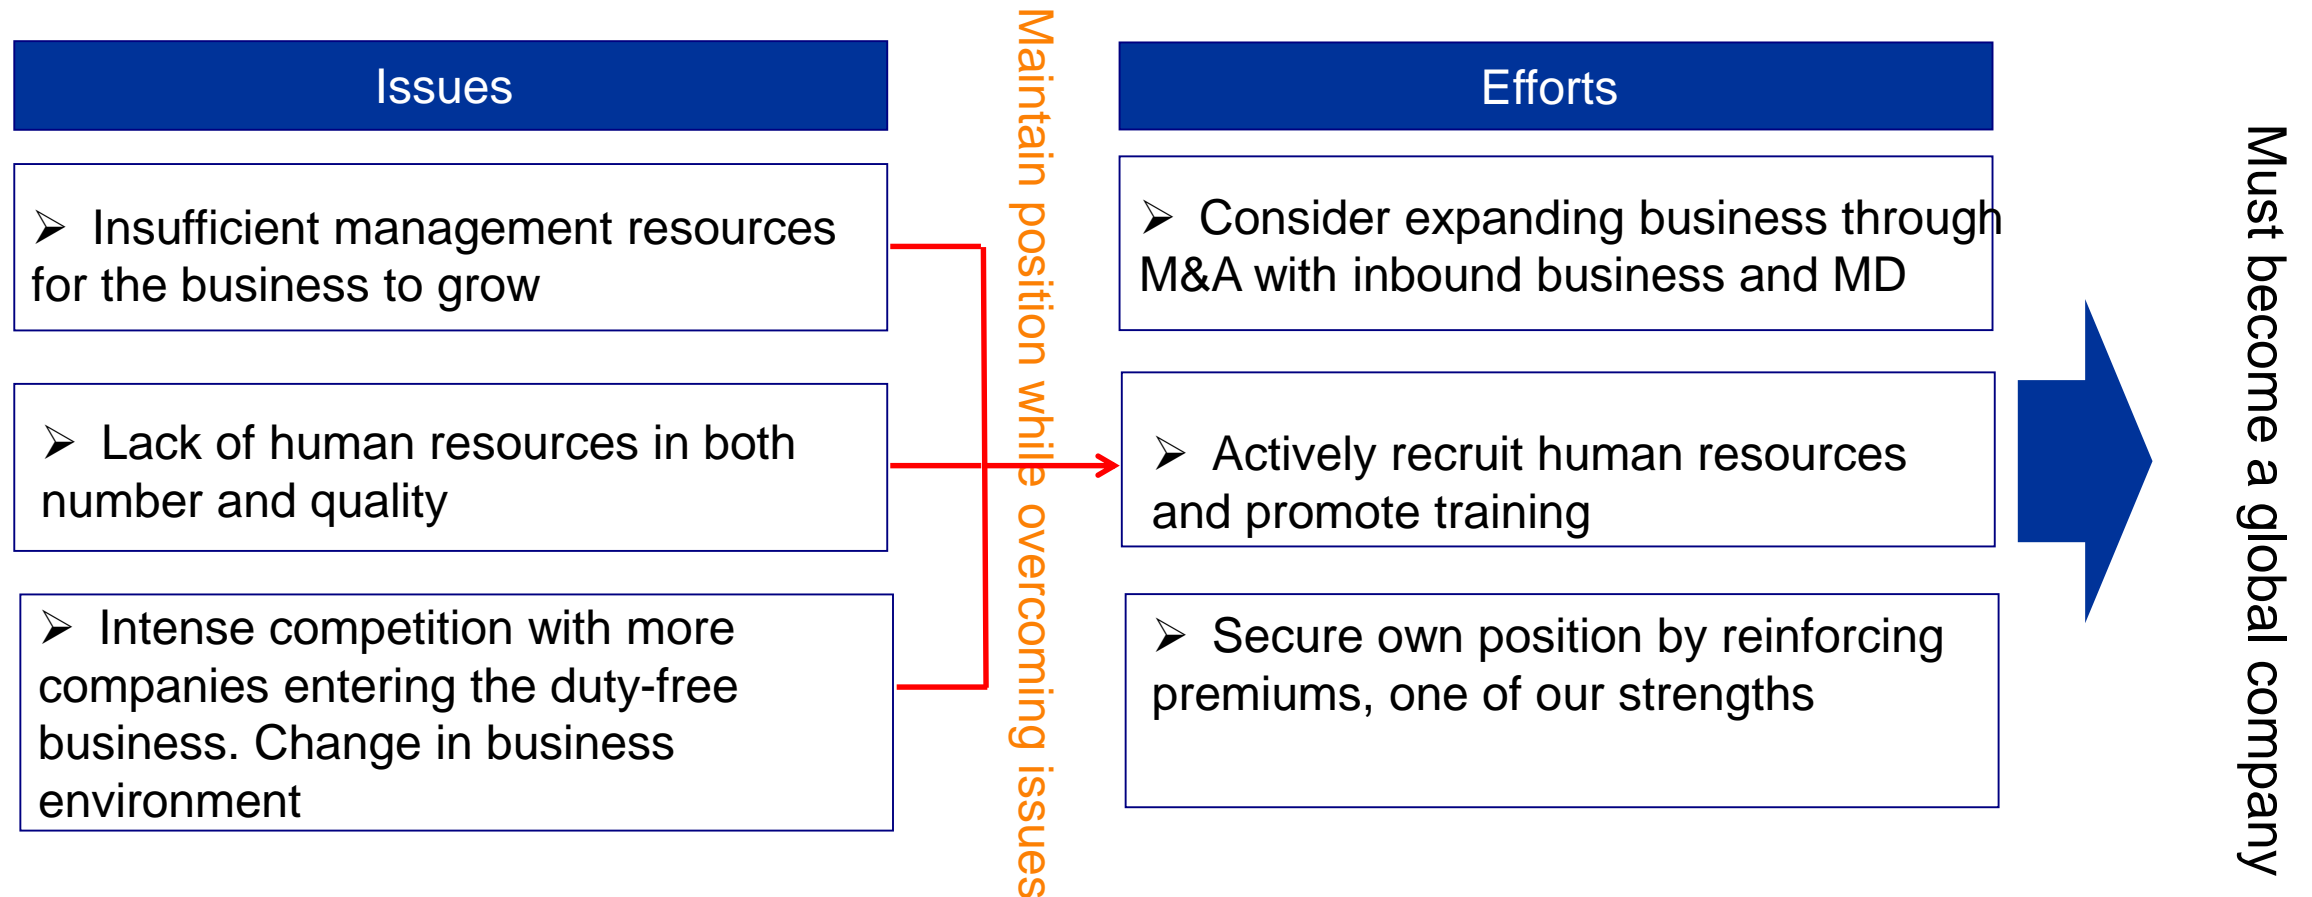 Issues
➢ Insufficient management resources
for the business to grow
➢ Lack of human resources in both
number and quality
➢ Intense competition with more
companies entering the duty-free
business. Change in business
environment
Maintain position while overcoming issues
Efforts
➢ Consider expanding business through
M&A with inbound business and MD
➢ Actively recruit human resources
and promote training
➢ Secure own position by reinforcing
premiums, one of our strengths
Must become a global company